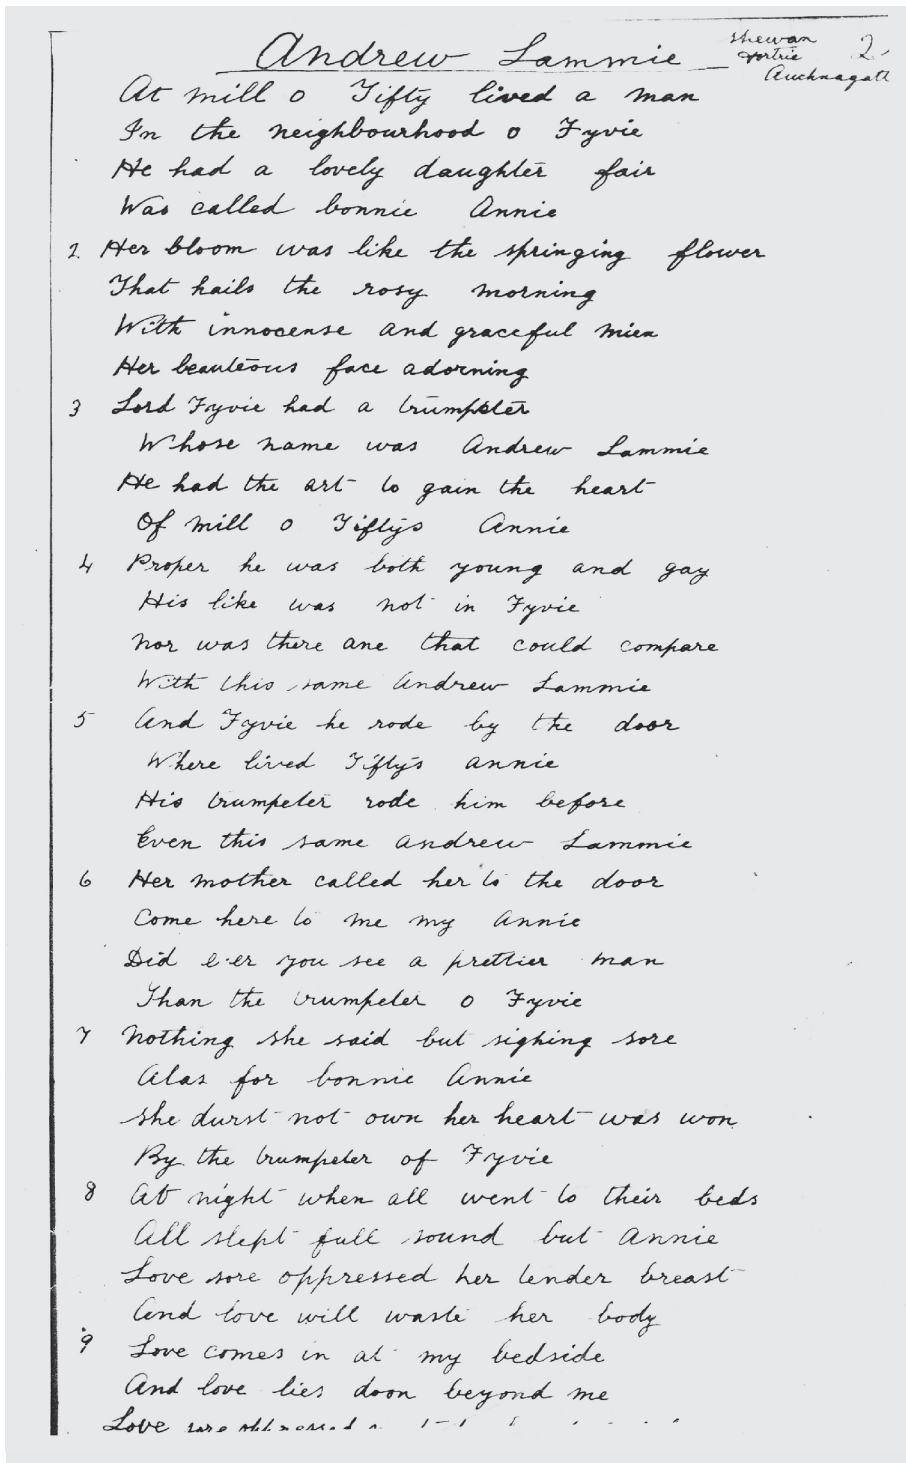 Andrew Lammie
Shewan
2.
Auchnagatt
At mill o Tifty lived a man
In the neighbourhood o Fyvie
He had a lovely daughter fair
Was called bonnie Annie
2. Her bloom was like the springing flower
That hails the rosy morning
With innocense and graceful mien
Her beauteous face adorning
3 Lord Fyvie had a trumpeter
Whose name was Andrew Lammie
He had the art to gain the heart
Of mill o Tiftys Annie
4 Proper he was both young and gay
His like was not in Fyvie
Nor was there ane that could compare
With this same Andrew Lammie
5 And Fyvie he rode by the door
Where lived Tiftys Annie
His trumpeter rode him before
Even this same Andrew Lammie
6 Her mother called her to the door
Come here to me my Annie
Did e'er you see a prettier man
Than the trumpeter o Fyvie
7 Nothing she said but sighing sore
Alas for bonnie Annie
She durst not own her heart was won
By the trumpeter of Fyvie
8 At night when all went to their beds
All slept full sound but Annie
Love sore oppressed her tender breast
And love will waste her body
9 Love comes in at my bedside
And love lies doon beyond me
Love